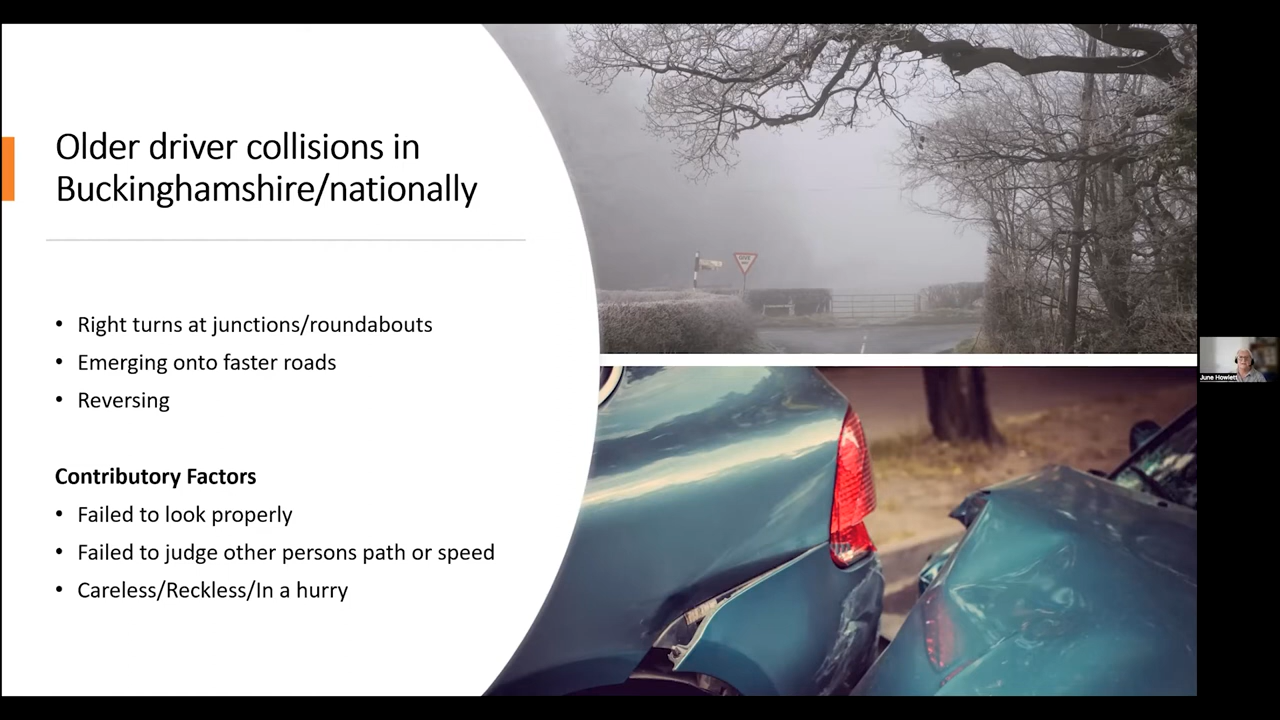 Older driver collisions in
Buckinghamshire/nationally
• Right turns at junctions/roundabouts
• Emerging onto faster roads
• Reversing
Contributory Factors
• Failed to look properly
• Failed to judge other persons path or speed
• Careless/Reckless/In a hurry
June Howlett